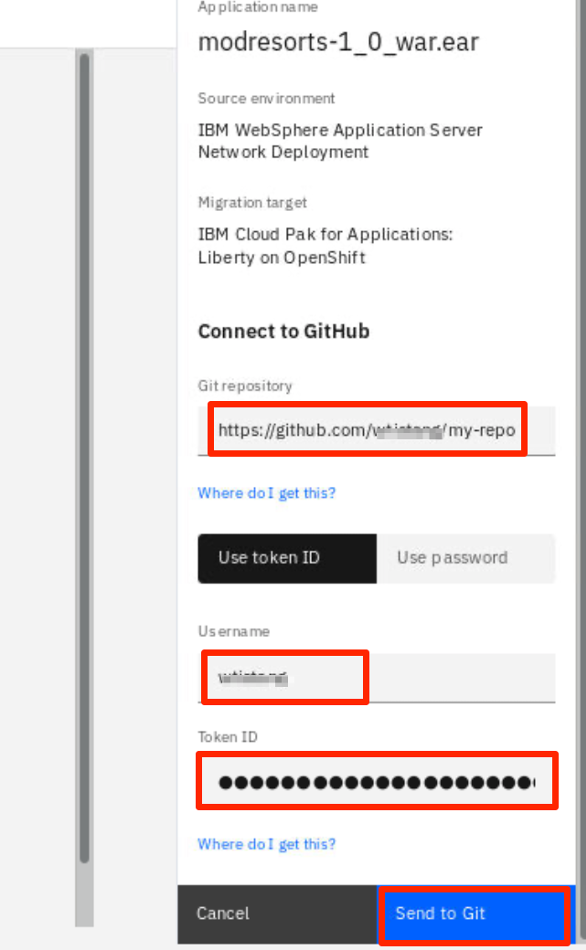 Application name
modresorts-1_0_war.ear
Source environment
IBM WebSphere Application Server
Network Deployment
Migration target
IBM Cloud Pak for Applications:
Liberty on OpenShift
Connect to GitHub
Git repository
https://github.com/ /my-repo
Where do I get this?
Use token ID Use password
Username
Token ID
Where do I get this?
Cancel Send to Git